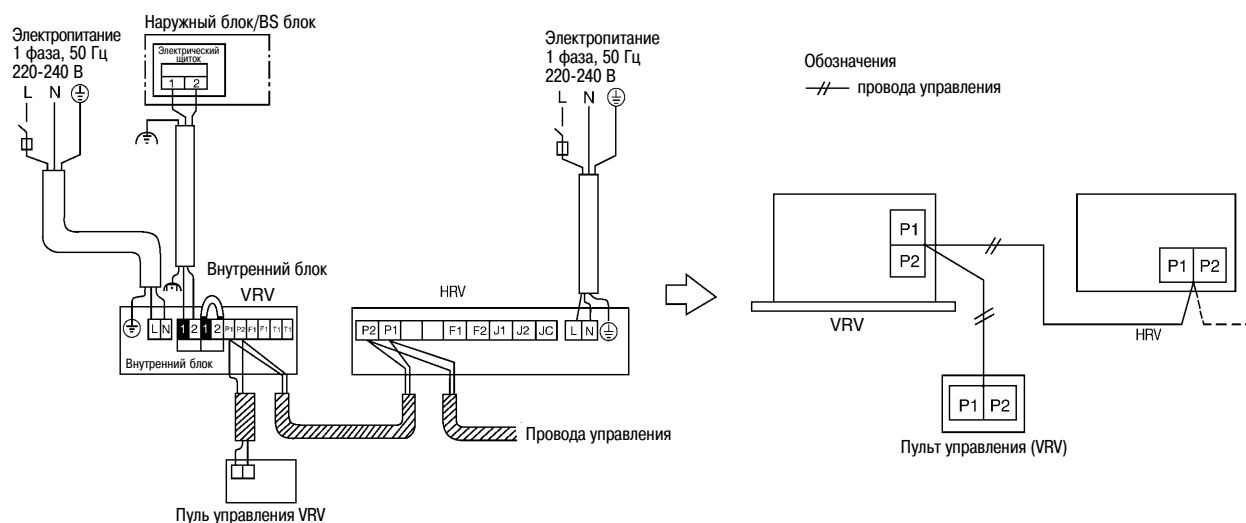 Электропитание
1 фаза, 50 Гц
220-240 В
L N
Наружный блок/BS блок
Электрический
щиток
1 2
Электропитание
1 фаза, 50 Гц
220-240 В
L N
Обозначения
провода управления
Внутренний блок
VRV
L N 1 2 1 2 P1 P2 F1 F1 T1 T1
Внутренний блок
HRV
P2 P1 F1 F2 J1 J2 JC L N
Провода управления
Пуль управления VRV
P1
P2
VRV
P1 P2
HRV
P1 P2
Пульт управления (VRV)